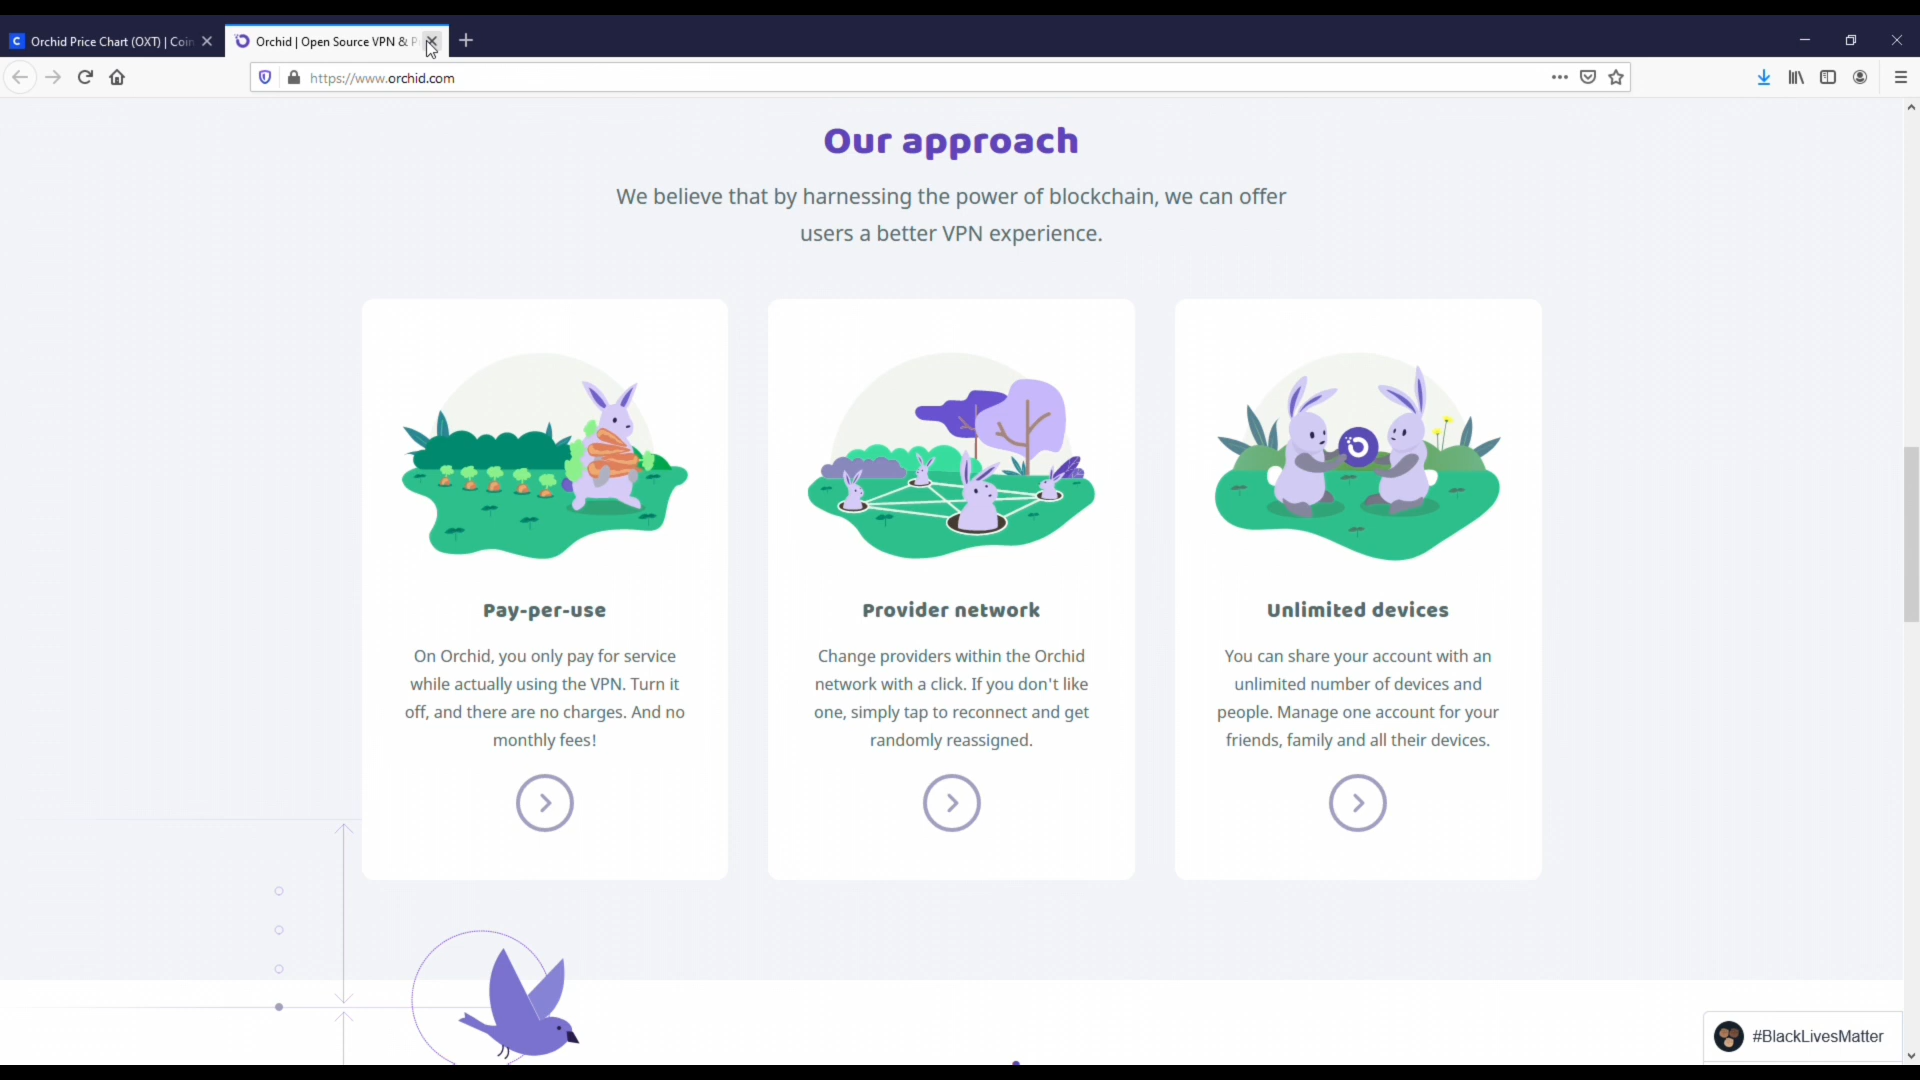 Orchid Price Chart (OXT) | Coin
Orchid | Open Source VPN & P
https://www.orchid.com
Our approach
We believe that by harnessing the power of blockchain, we can offer
users a better VPN experience.
Pay-per-use
On Orchid, you only pay for service
while actually using the VPN. Turn it
off, and there are no charges. And no
monthly fees!
Provider network
Change providers within the Orchid
network with a click. If you don't like
one, simply tap to reconnect and get
randomly reassigned.
Unlimited devices
You can share your account with an
unlimited number of devices and
people. Manage one account for your
friends, family and all their devices.
#BlackLivesMatter